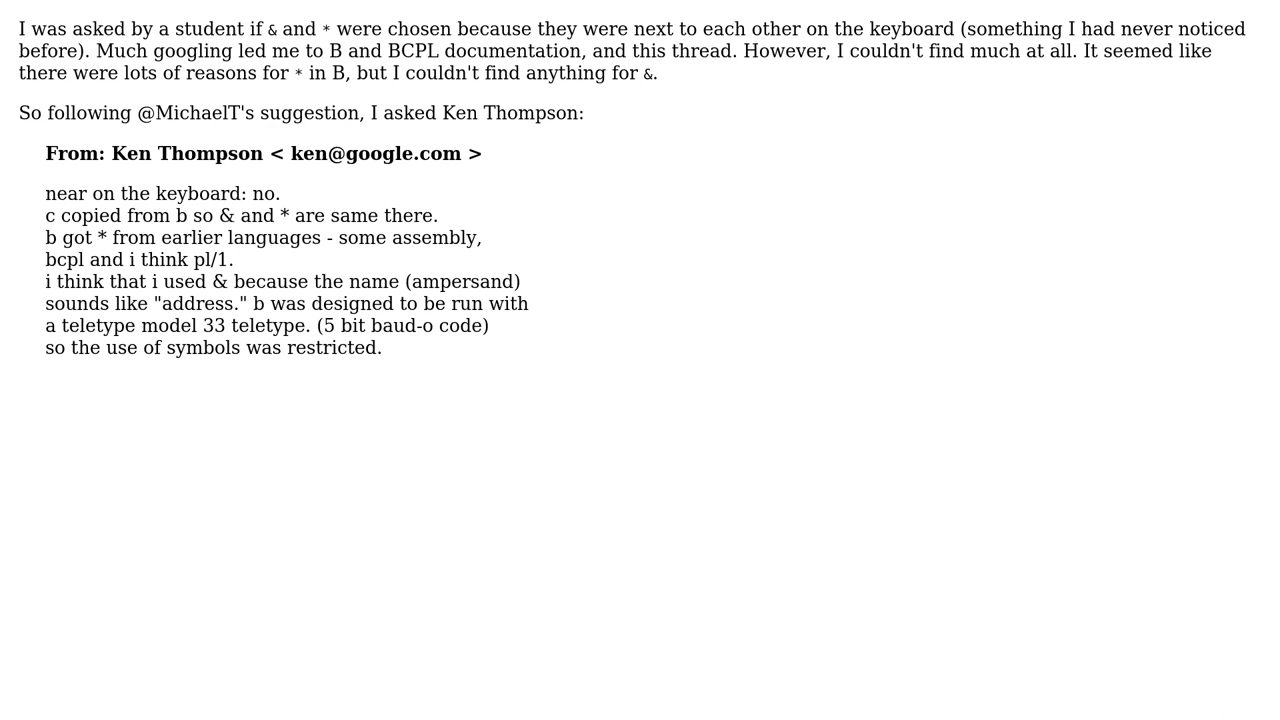 I was asked by a student if & and * were chosen because they were next to each other on the keyboard (something I had never noticed
before). Much googling led me to B and BCPL documentation, and this thread. However, I couldn't find much at all. It seemed like
there were lots of reasons for * in B, but I couldn't find anything for &.
So following @MichaelT's suggestion, I asked Ken Thompson:
From: Ken Thompson < ken@google.com >
near on the keyboard: no.
c copied from b so & and * are same there.
b got * from earlier languages - some assembly,
bcpl and i think pl/1.
i think that i used & because the name (ampersand)
sounds like "address." b was designed to be run with
a teletype model 33 teletype. (5 bit baud-o code)
so the use of symbols was restricted.